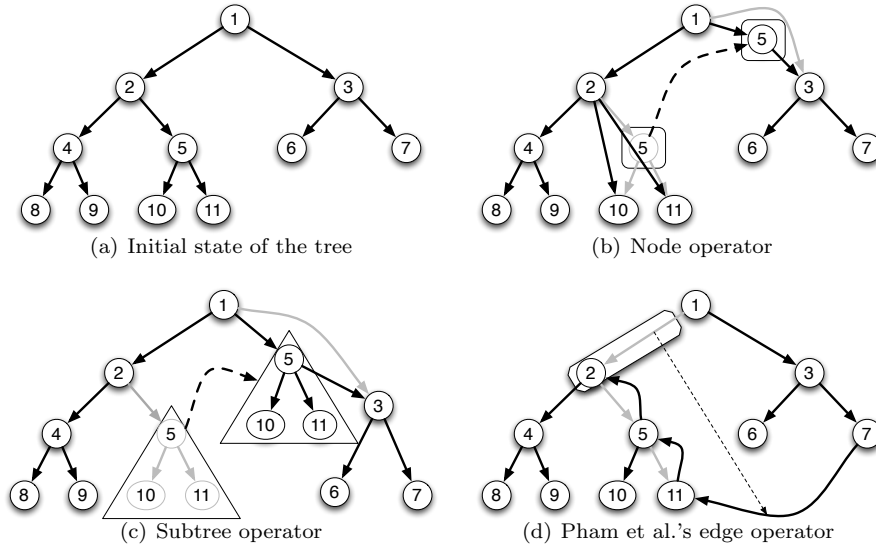 1
2 3
4 5 6 7
8 9 10 11
(a) Initial state of the tree
1
5
2 3
4 5 6 7
8 9 10 11
(b) Node operator
1
5
2
3
10 11
4 5
8 9 10 11 6 7
(c) Subtree operator
1
2 3
4 5 6 7
8 9 10 11
(d) Pham et al.'s edge operator